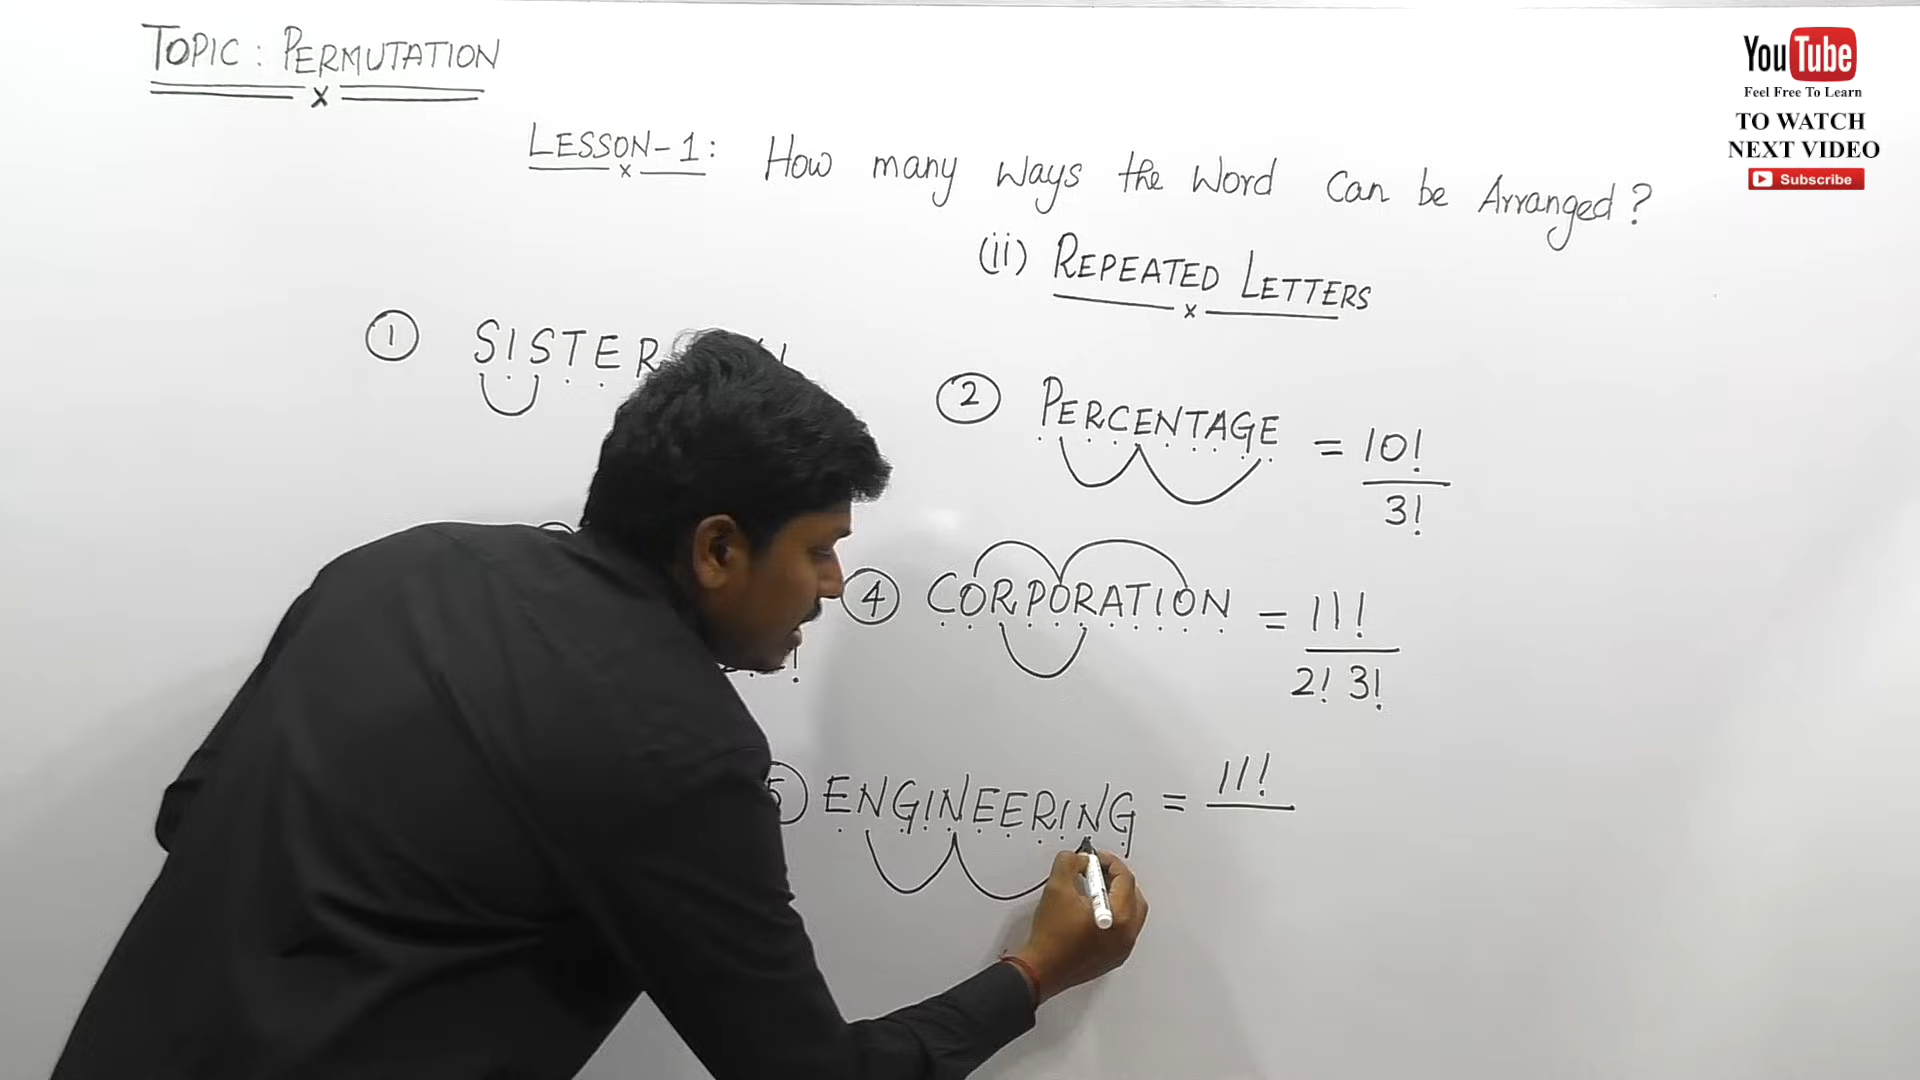 TOPIC : PERMUTATION
YouTube
Feel Free To Learn
TO WATCH
NEXT VIDEO
Subscribe
LESSON-1: How many ways the Word Can be Arranged?
(ii) REPEATED LETTERS
1 SISTER
2 PERCENTAGE = 10!
3!
4 CORPORATION = 11!
2! 3!
5 ENGINEERING = 11!